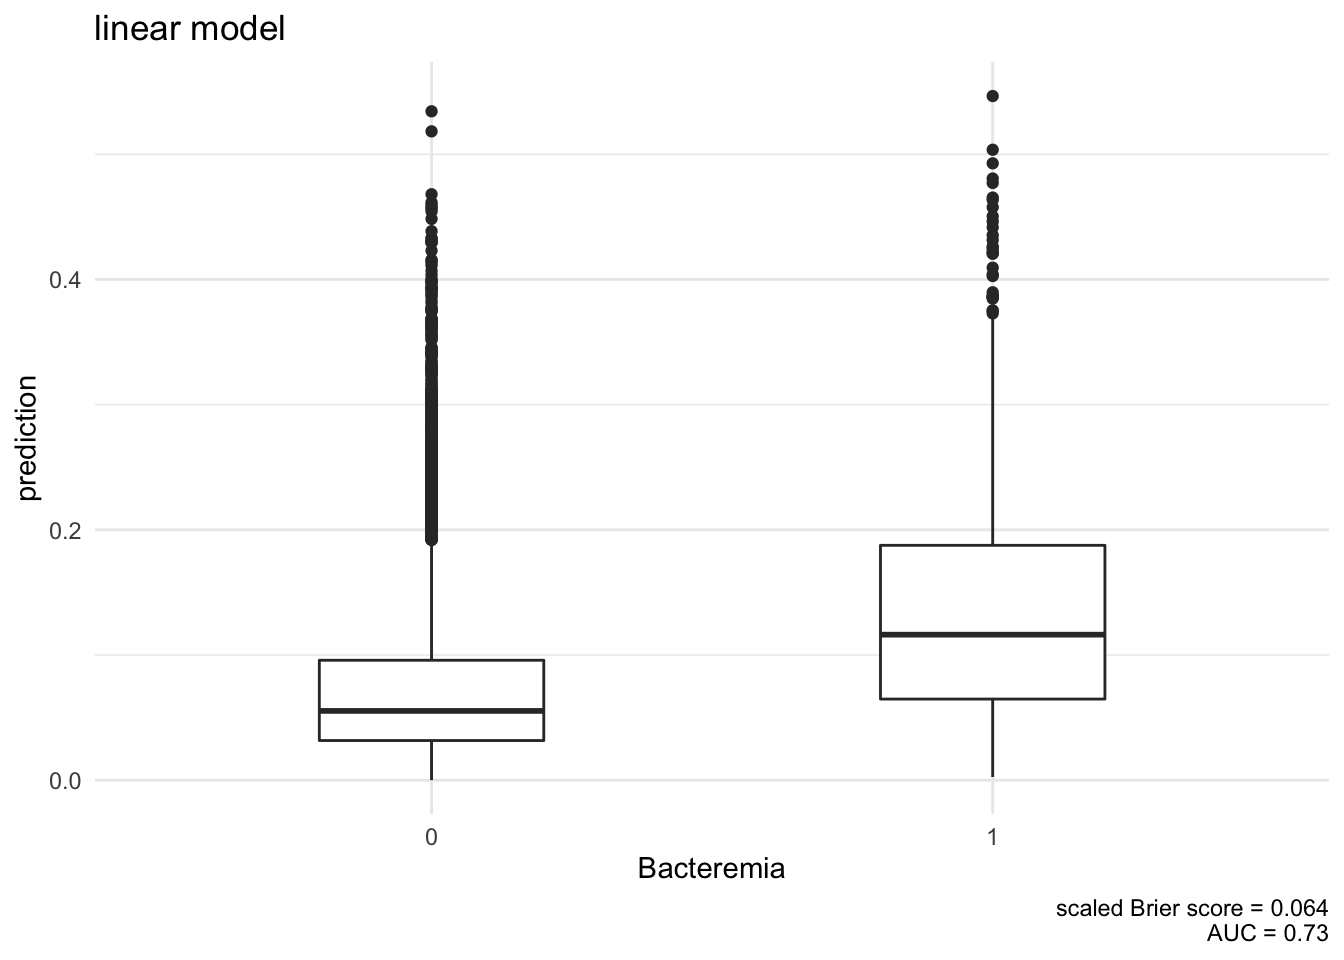 linear model
0.4
0.2
0.0
prediction
0
1
Bacteremia
scaled Brier score = 0.064
AUC = 0.73